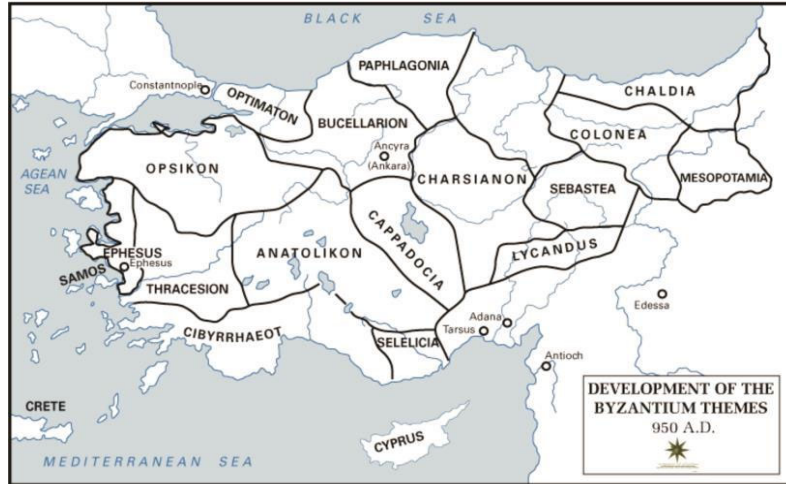 BLACK SEA
PAPHLAGONIA
Constantnople
OPTIMATON
CHALDIA
BUCELLARION
COLONEA
Ancyra
(Ankara)
OPSIKON
AGEAN
SEA
CHARSIANON
SEBASTEA
MESOPOTAMIA
CAPPADOCIA
EPHESUS
Ephesus
ANATOLIKON
LYCANDUS
SAMOS
THRACESION
Edessa
Adana
Tarsus
CIBYRRHAEOT
SELELICIA
Antioch
DEVELOPMENT OF THE
BYZANTIUM THEMES
950 A.D.
CRETE
CYPRUS
MEDITERRANEAN SEA